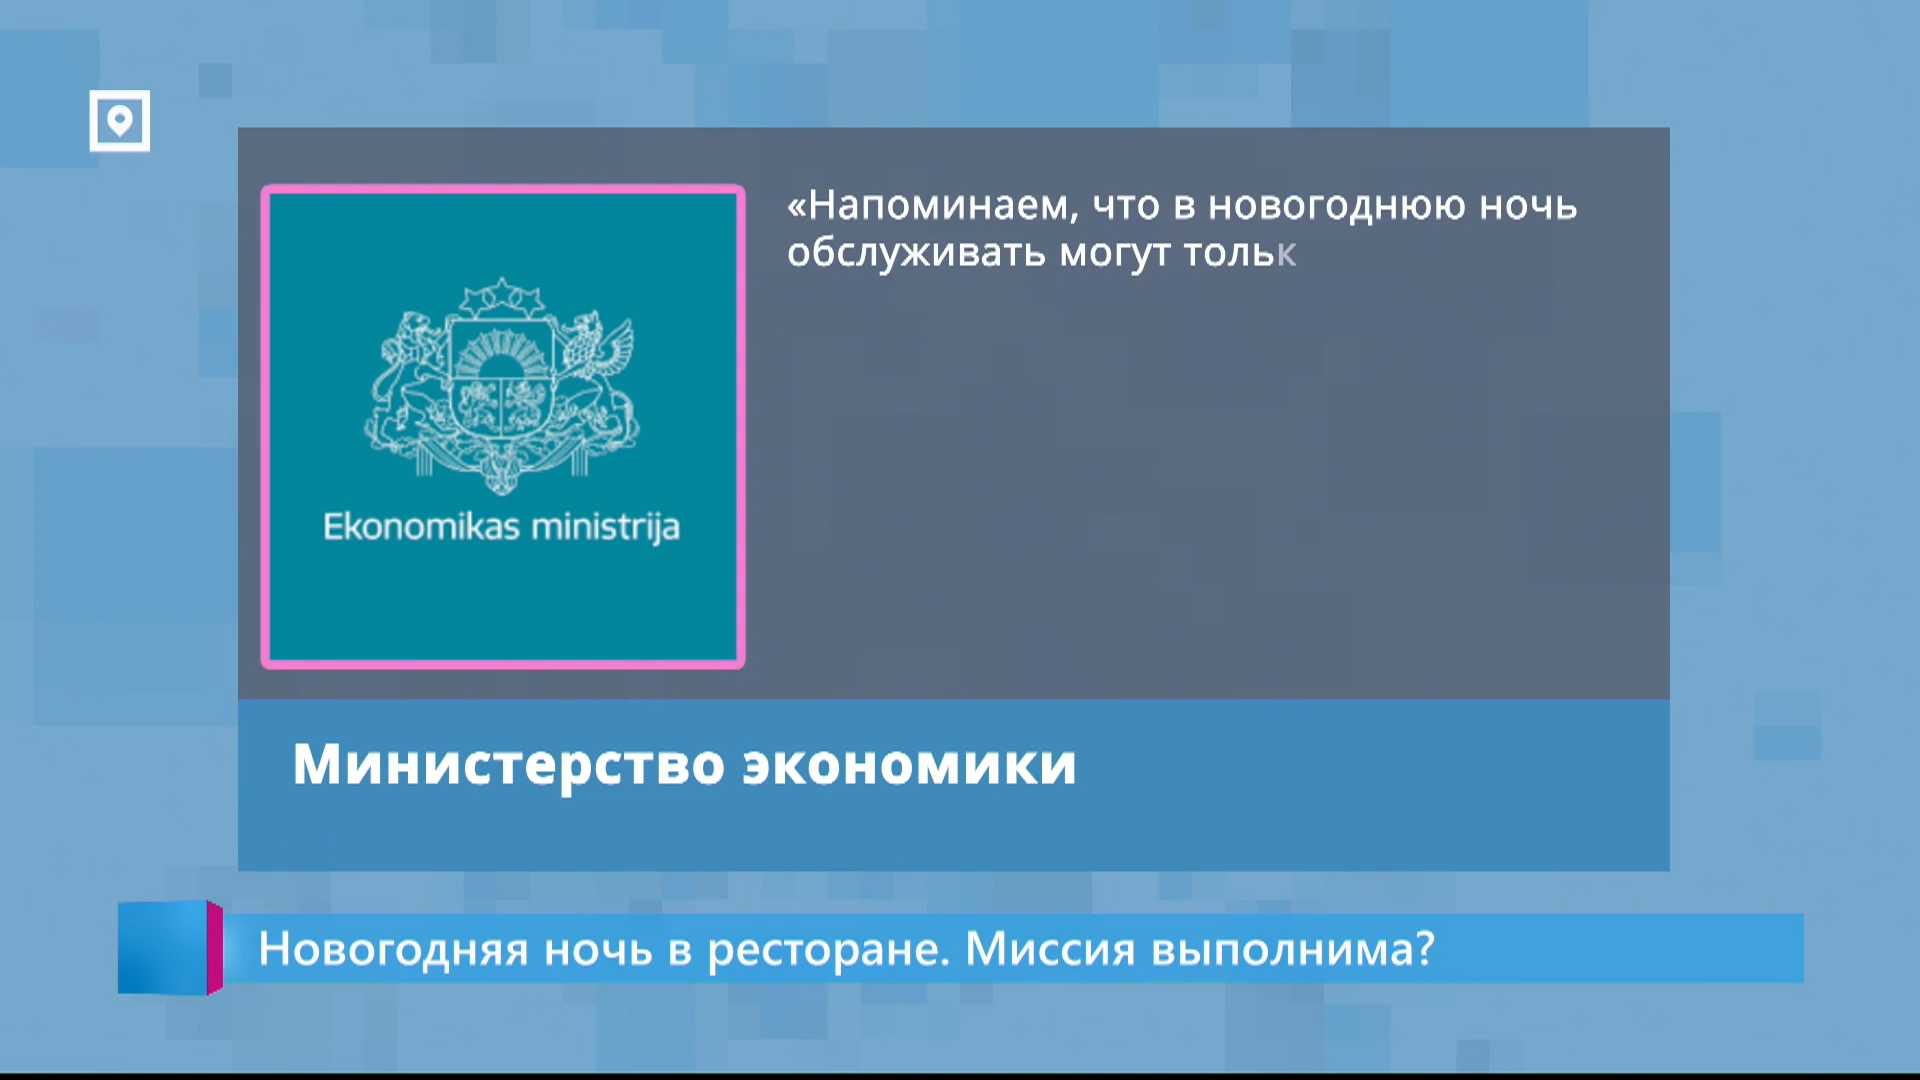 «Напоминаем, что в новогоднюю ночь
обслуживать могут тольк
Ekonomikas ministrija
Министерство экономики
Новогодняя ночь в ресторане. Миссия выполнима?